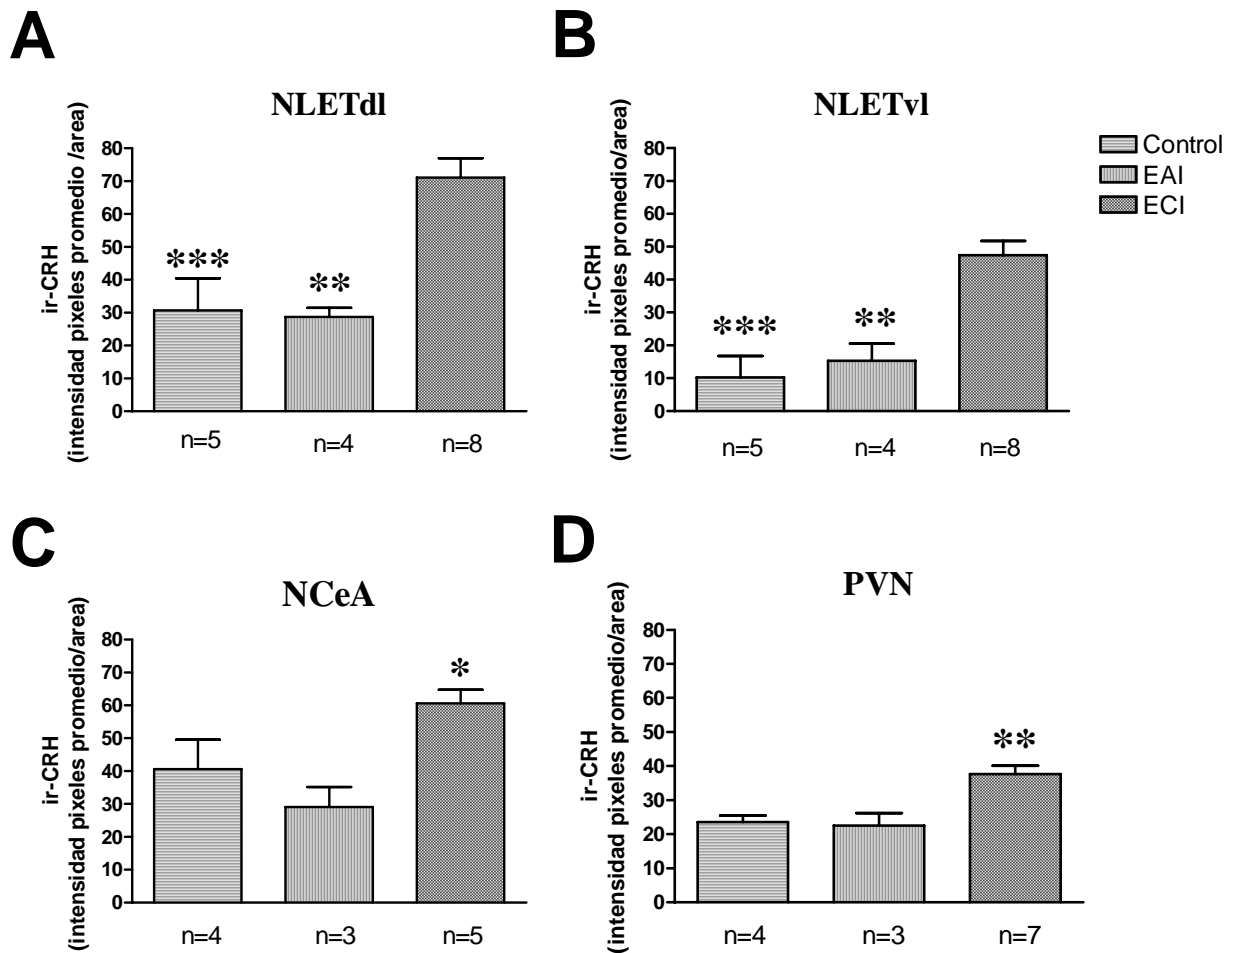 A
NLETdl
ir-CRH
(intensidad pixeles promedio /area)
80
70
60
50
40
30
20
10
0
***
**
n=5
n=4
n=8
B
NLETvl
ir-CRH
(intensidad pixeles promedio/area)
80
70
60
50
40
30
20
10
0
***
**
n=5
n=4
n=8
Control
EAI
ECI
C
NCeA
ir-CRH
(intensidad pixeles promedio/area)
80
70
60
50
40
30
20
10
0
*
n=4
n=3
n=5
D
PVN
ir-CRH
(intensidad pixeles promedio/area)
80
70
60
50
40
30
20
10
0
**
n=4
n=3
n=7